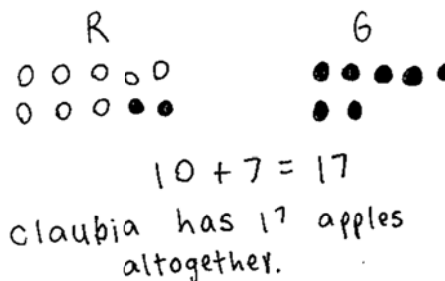 R G
10 + 7 = 17
claubia has 17 apples
altogether.